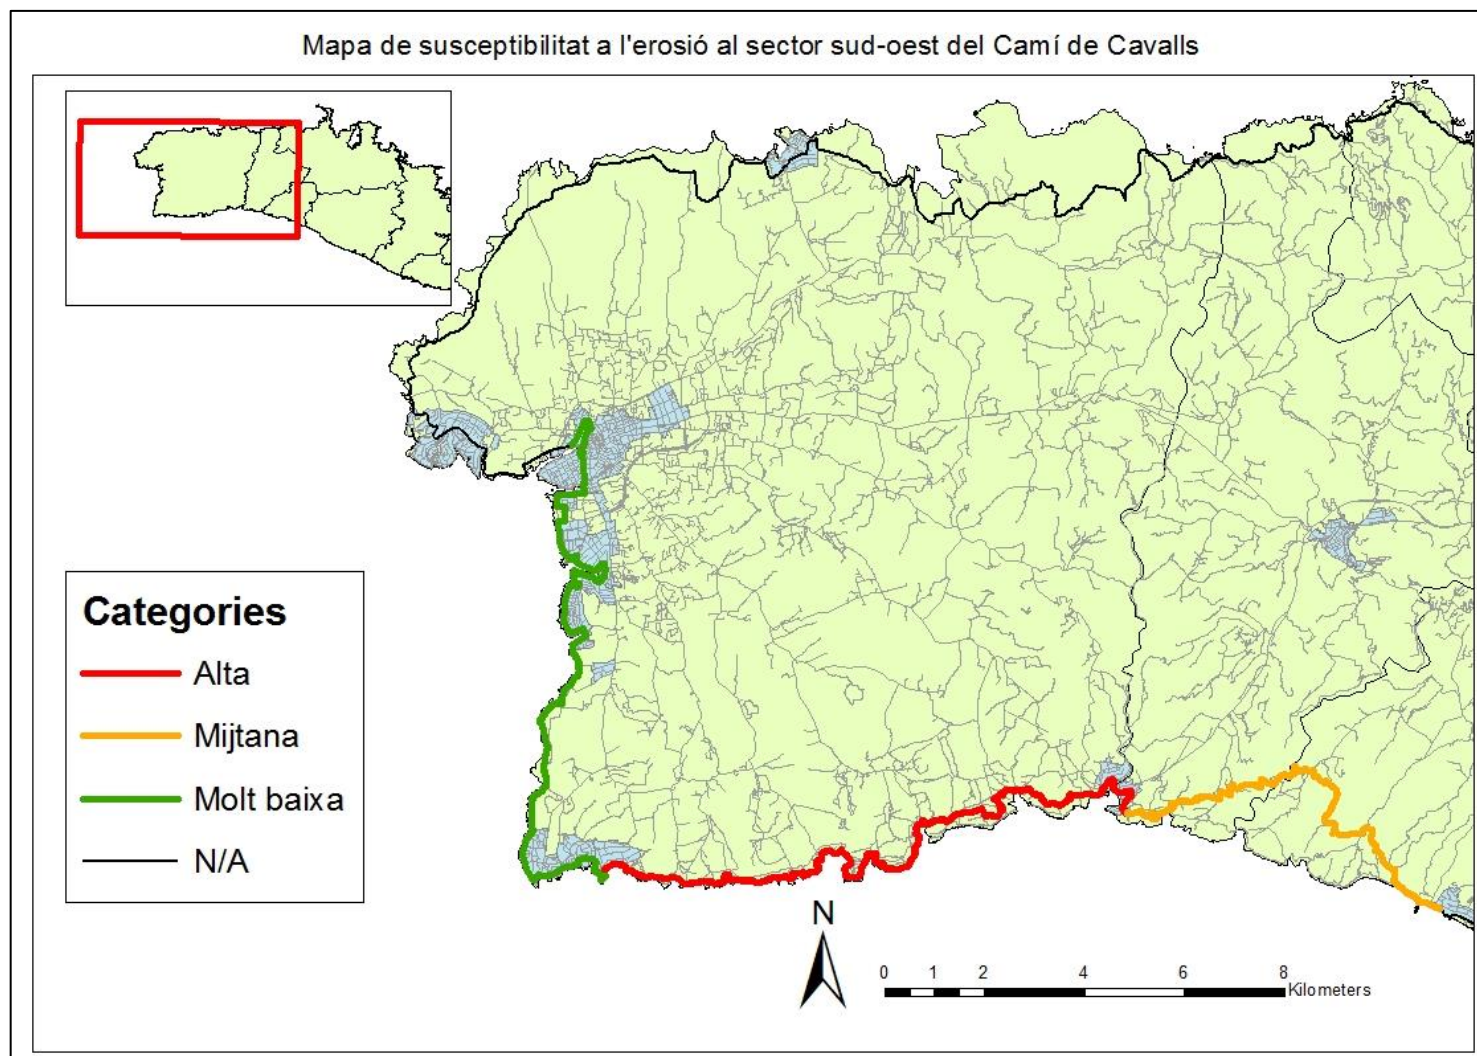 Mapa de susceptibilitat a l'erosió al sector sud-oest del Camí de Cavalls
Categories
Alta
Mijtana
Molt baixa
N/A
N
0 1 2 4 6 8
Kilometers